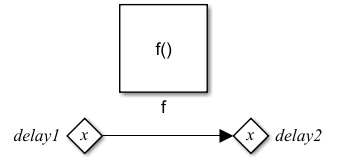 f()
f
delay1 x x delay2